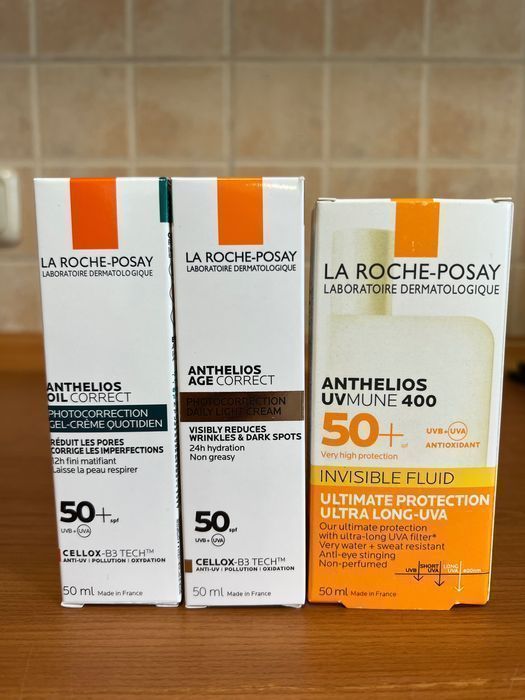 LA ROCHE-POSAY
LABORATOIRE DERMATOLOGIQUE
ANTHELIOS
OIL CORRECT
PHOTOCORRECTION
GEL-CRÈME QUOTIDIEN
RÉDUIT LES PORES
CORRIGE LES IMPERFECTIONS
12h fini matifiant
Laisse la peau respirer
50+ spf
UVB + UVA
CELLOX-B3 TECH™
ANTI-UV | POLLUTION | OXYDATION
50 ml Made in France
LA ROCHE-POSAY
LABORATOIRE DERMATOLOGIQUE
ANTHELIOS
AGE CORRECT
PHOTOCORRECTION
DAILY LIGHT CREAM
VISIBLY REDUCES
WRINKLES & DARK SPOTS
24h hydration
Non greasy
50 spf
UVB + UVA
CELLOX-B3 TECH™
ANTI-UV | POLLUTION | OXIDATION
50 ml Made in France
LA ROCHE-POSAY
LABORATOIRE DERMATOLOGIQUE
ANTHELIOS
UVMUNE 400
50+ spf
UVB + UVA
ANTIOXIDANT
Very high protection
INVISIBLE FLUID
ULTIMATE PROTECTION
ULTRA LONG-UVA
Our ultimate protection
with ultra-long UVA filter*
Very water + sweat resistant
Anti-eye stinging
Non-perfumed
UVB SHORT UVA LONG UVA 400nm
50 ml Made in France